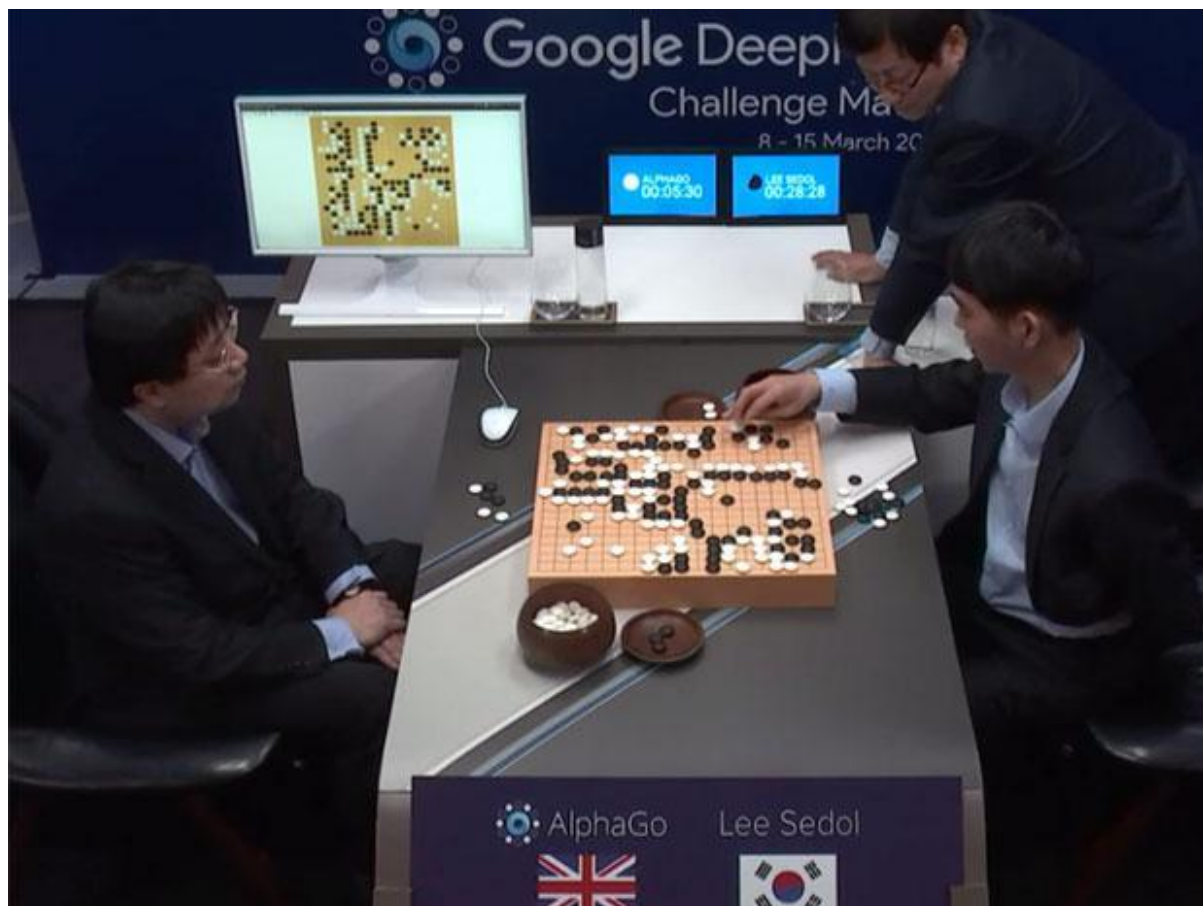 Google Deep
Challenge Ma
8 - 15 March 20
ALPHAGO
00:05:30
LEE SEDOL
00:28:28
AlphaGo
Lee Sedol